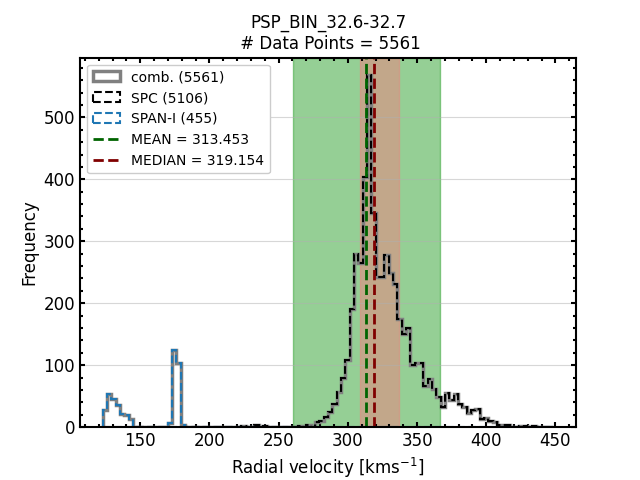 PSP_BIN_32.6-32.7
# Data Points = 5561
comb. (5561)
SPC (5106)
SPAN-I (455)
MEAN = 313.453
MEDIAN = 319.154
Frequency
500
400
300
200
100
0
150 200 250 300 350 400 450
Radial velocity [kms⁻¹]